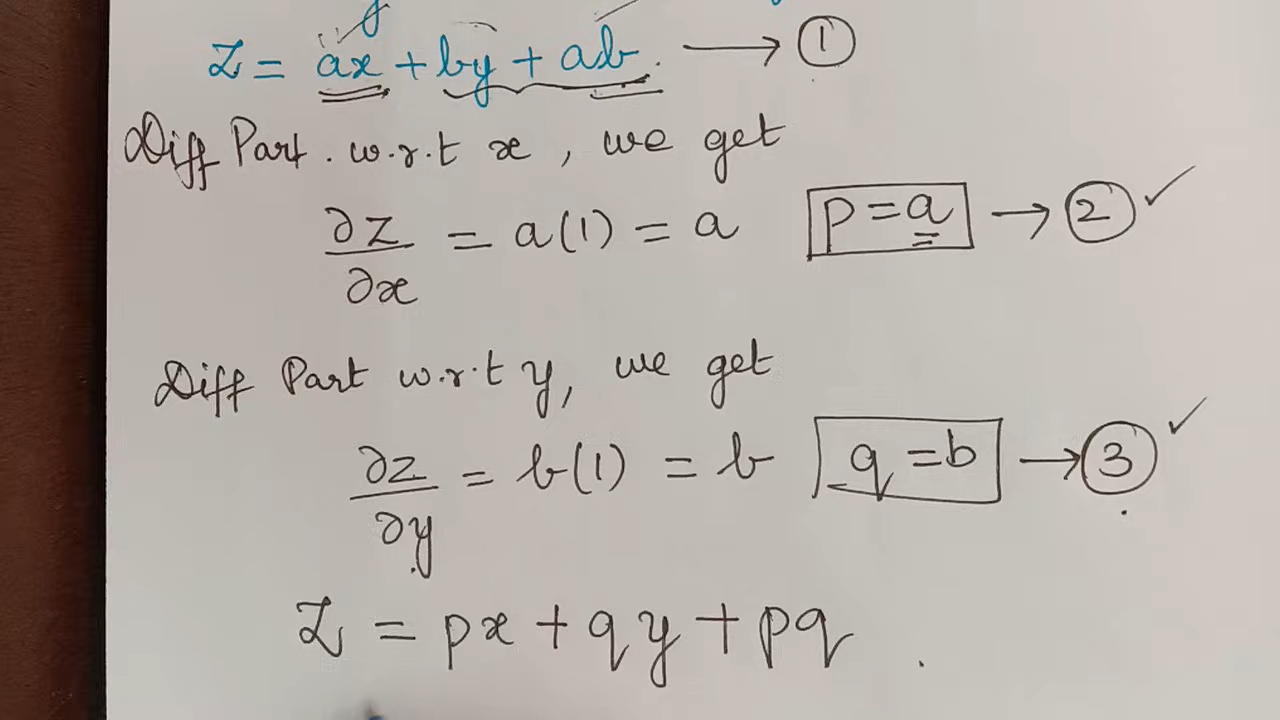 Z = ax + by + ab. → ①
Diff Part. w.r.t x, we get
∂z/∂x = a(1) = a p = a → ②
Diff Part w.r.t y, we get
∂z/∂y = b(1) = b q = b → ③
Z = px + qy + pq.